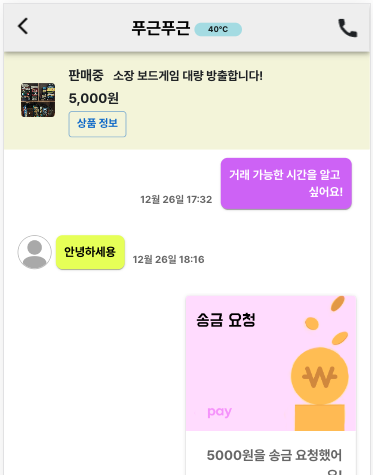 푸근푸근 40°C
판매중 소장 보드게임 대량 방출합니다!
5,000원
상품 정보
거래 가능한 시간을 알고
싶어요!
12월 26일 17:32
안녕하세용
12월 26일 18:16
송금 요청
₩
pay
5000원을 송금 요청했어
요!